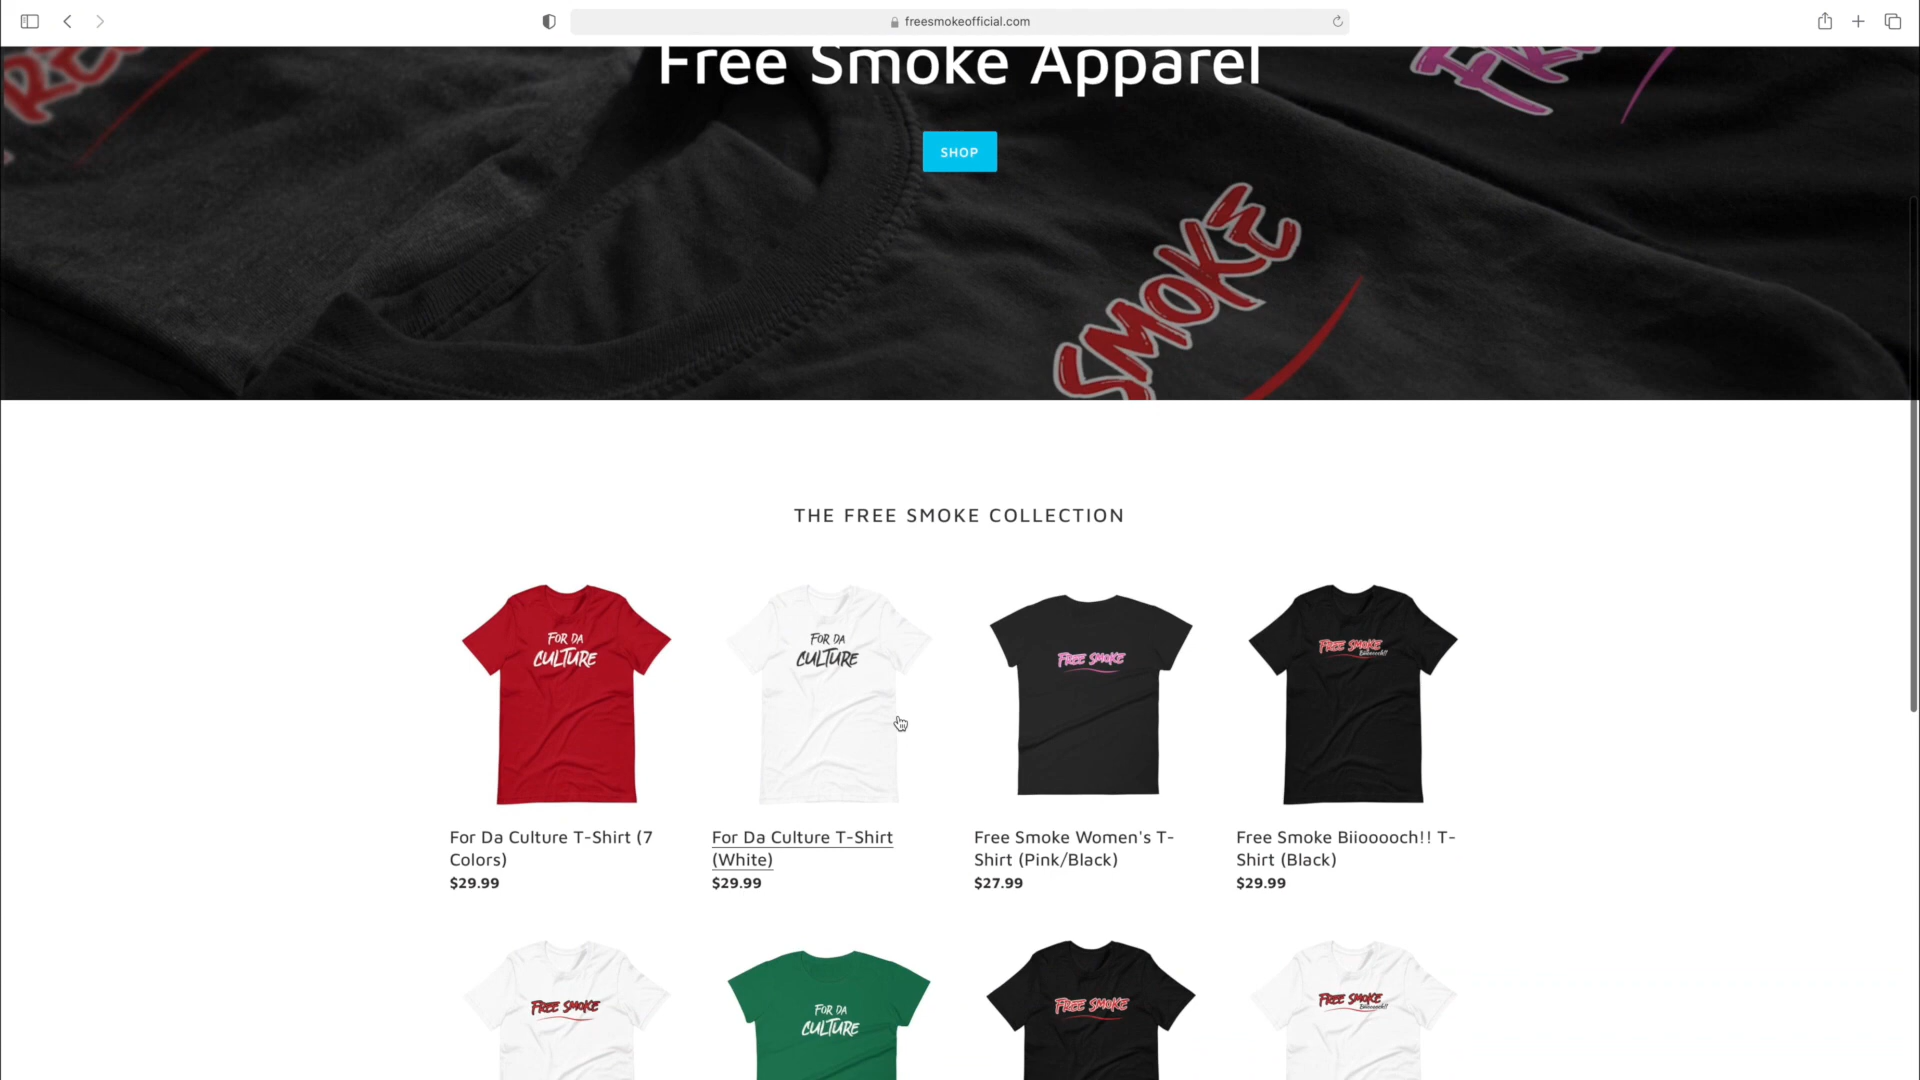 freesmokeofficial.com
Free Smoke Apparel
SHOP
SMOKE
THE FREE SMOKE COLLECTION
FOR DA
CULTURE
FOR DA
CULTURE
FREE SMOKE
FREE SMOKE
Biiooooch!!
For Da Culture T-Shirt (7
Colors)
$29.99
For Da Culture T-Shirt
(White)
$29.99
Free Smoke Women's T-
Shirt (Pink/Black)
$27.99
Free Smoke Biiooooch!! T-
Shirt (Black)
$29.99
FREE SMOKE
FOR DA
CULTURE
FREE SMOKE
FREE SMOKE
Biiooooch!!